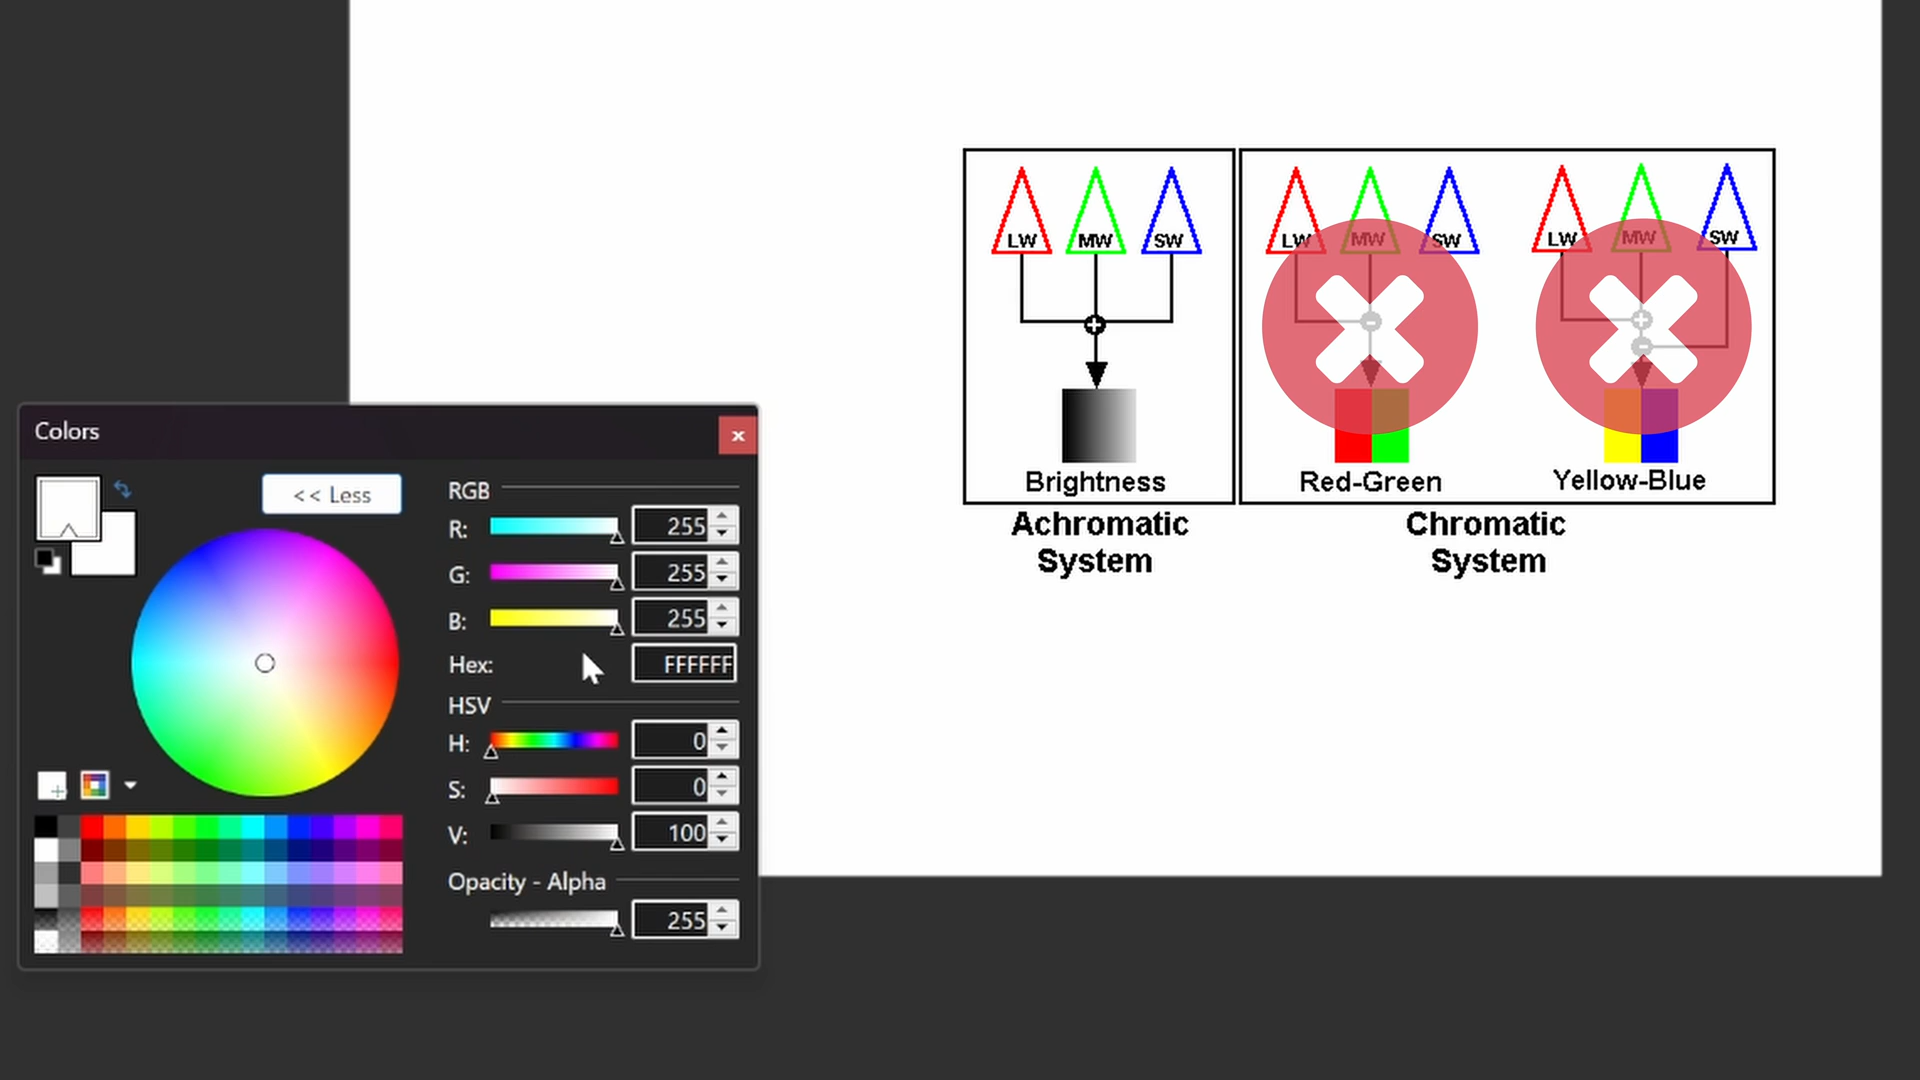 Colors
x
<< Less
RGB
R: 255
G: 255
B: 255
Hex: FFFFFF
HSV
H: 0
S: 0
V: 100
Opacity - Alpha
255
LW MW SW
LW MW SW
LW MW SW
Brightness
Red-Green
Yellow-Blue
Achromatic
System
Chromatic
System